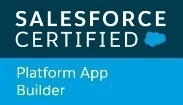 SALESFORCE
CERTIFIED
Platform App
Builder